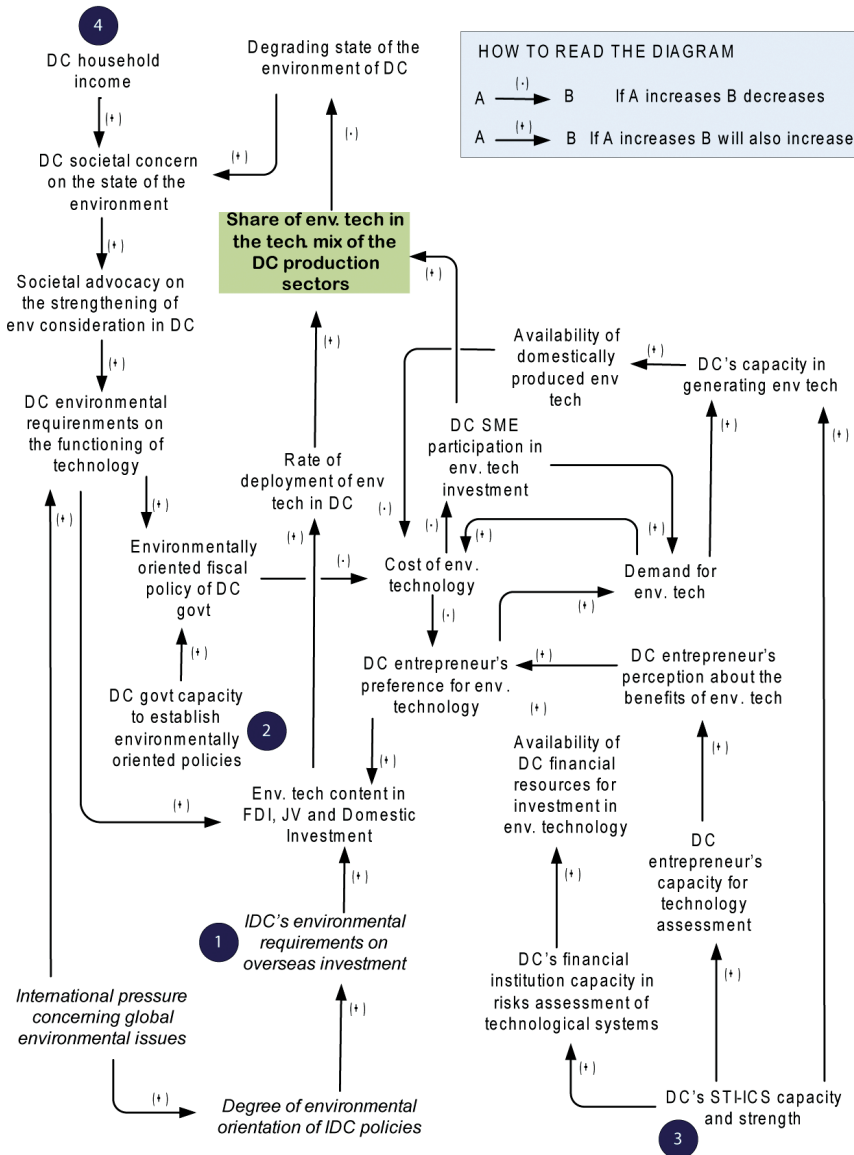 4
DC household
income
Degrading state of the
environment of DC
HOW TO READ THE DIAGRAM
A (-) B If A increases B decreases
A (+) B If A increases B will also increase
(+)
(-)
(+)
DC societal concern
on the state of the
environment
Share of env. tech in
the tech. mix of the
DC production
sectors
(+)
(+)
Societal advocacy on
the strengthening of
env consideration in DC
(+)
(+)
Availability of
domestically
produced env
tech
(+)
DC's capacity in
generating env tech
DC environmental
requirenments on
the functioning of
technology
DC SME
participation in
env. tech
investment
(+)
(+)
Rate of
deployment of env
tech in DC
(+)
(+)
(-)
(-)
(+)
(+)
(+)
Environmentally
oriented fiscal
policy of DC
govt
(-)
Cost of env.
technology
Demand for
env. tech
(+)
(-)
(+)
DC govt capacity
to establish
environmentally
oriented policies
2
DC entrepreneur's
preference for env.
technology
(+)
DC entrepreneur's
perception about the
benefits of env. tech
(+)
Availability of
DC financial
resources for
investment in
env. technology
(+)
(+)
Env. tech content in
FDI, JV and Domestic
Investment
(+)
DC
entrepreneur's
capacity for
technology
assessment
(+)
(+)
1
IDC's environmental
requirements on
overseas investment
DC's financial
institution capacity in
risks assessment of
technological systems
(+)
International pressure
concerning global
environmental issues
(+)
(+)
(+)
Degree of environmental
orientation of IDC policies
DC's STI-ICS capacity
and strength
3